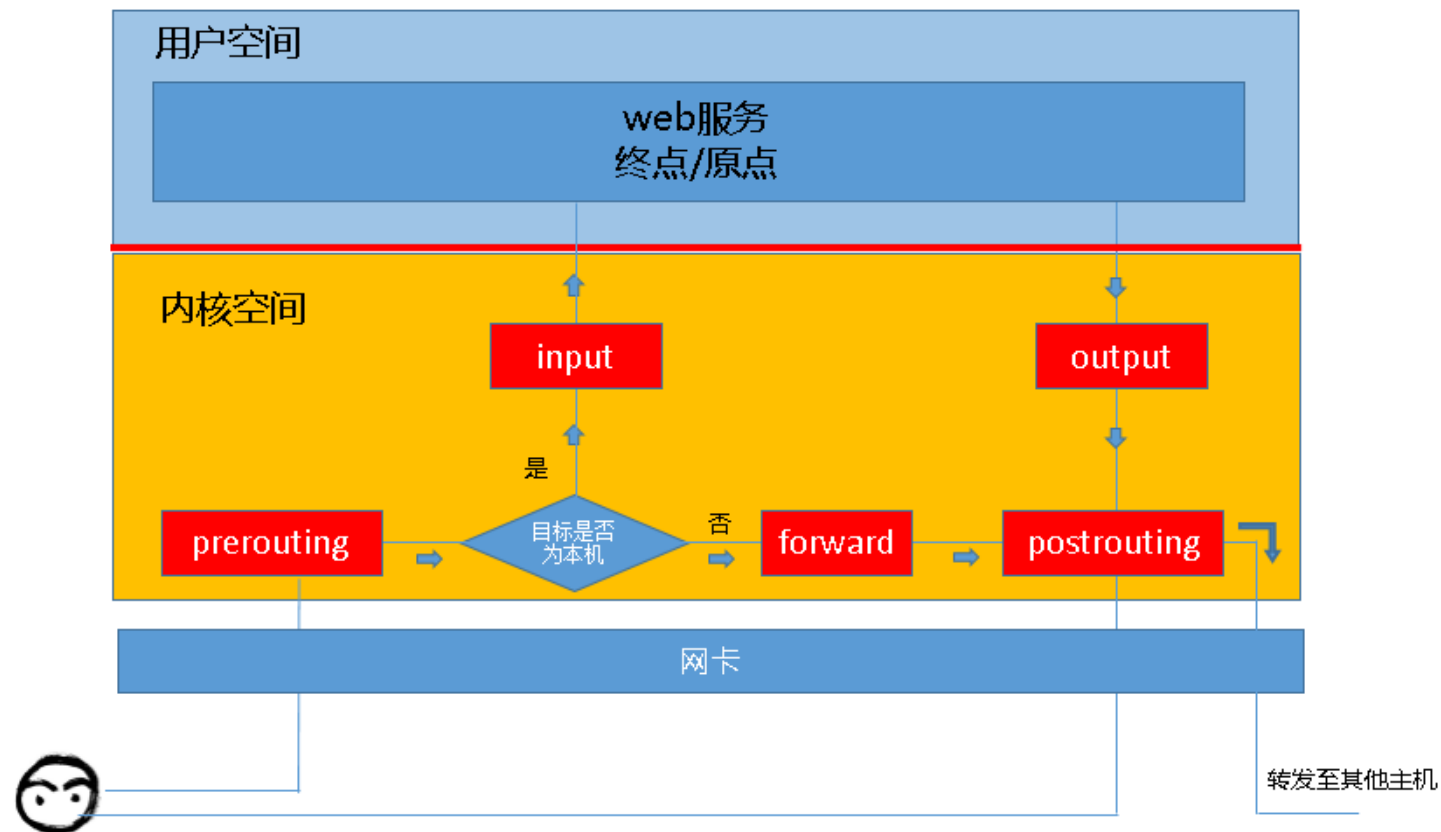 用户空间
web服务
终点/原点
内核空间
input
output
是
prerouting
目标是否
为本机
否
forward
postrouting
网卡
转发至其他主机